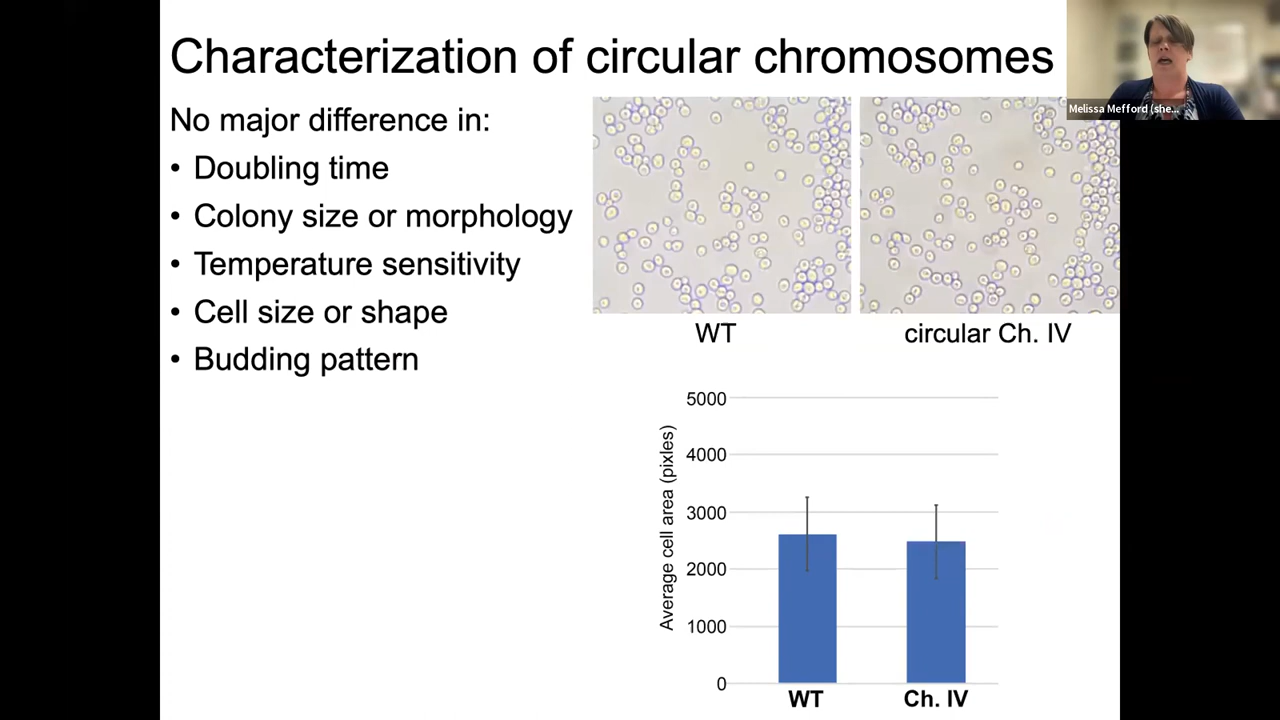 Characterization of circular chromosomes
Melissa Mefford (she...
No major difference in:
• Doubling time
• Colony size or morphology
• Temperature sensitivity
• Cell size or shape
• Budding pattern
WT
circular Ch. IV
Average cell area (pixles)
5000
4000
3000
2000
1000
0
WT
Ch. IV